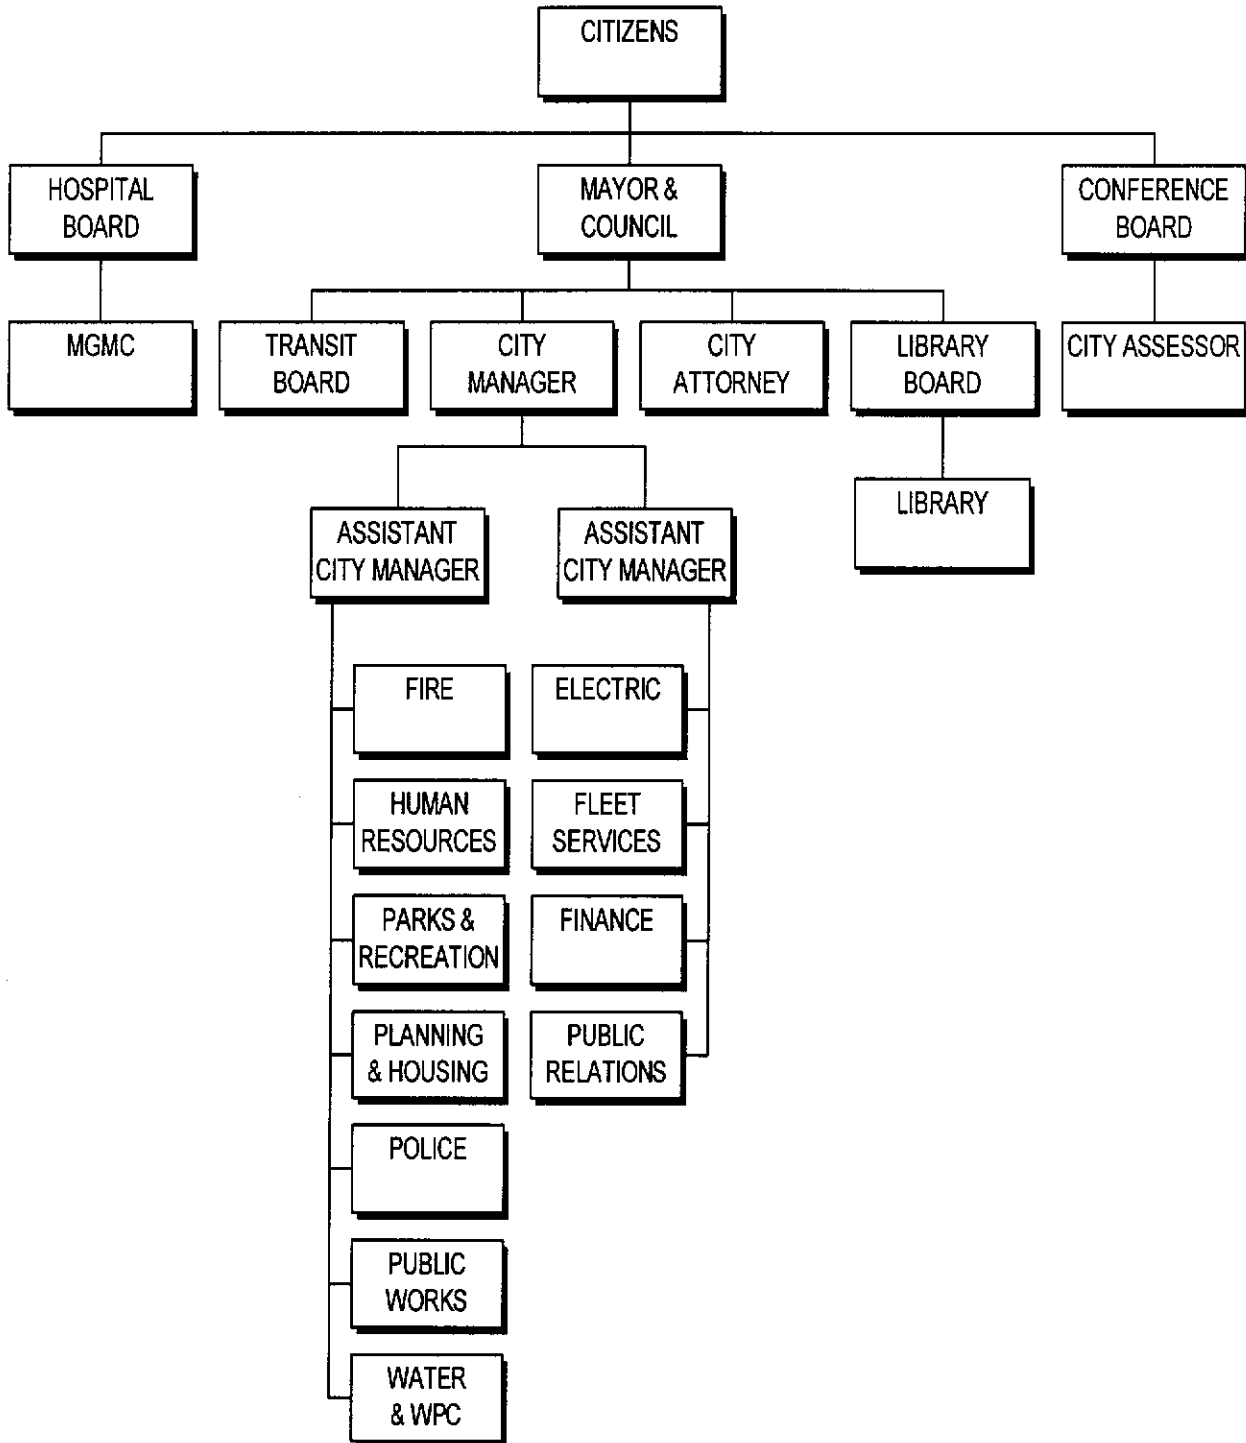 CITIZENS
HOSPITAL
BOARD
MAYOR &
COUNCIL
CONFERENCE
BOARD
MGMC
TRANSIT
BOARD
CITY
MANAGER
CITY
ATTORNEY
LIBRARY
BOARD
CITY ASSESSOR
LIBRARY
ASSISTANT
CITY MANAGER
ASSISTANT
CITY MANAGER
FIRE
ELECTRIC
HUMAN
RESOURCES
FLEET
SERVICES
PARKS &
RECREATION
FINANCE
PLANNING
& HOUSING
PUBLIC
RELATIONS
POLICE
PUBLIC
WORKS
WATER
& WPC